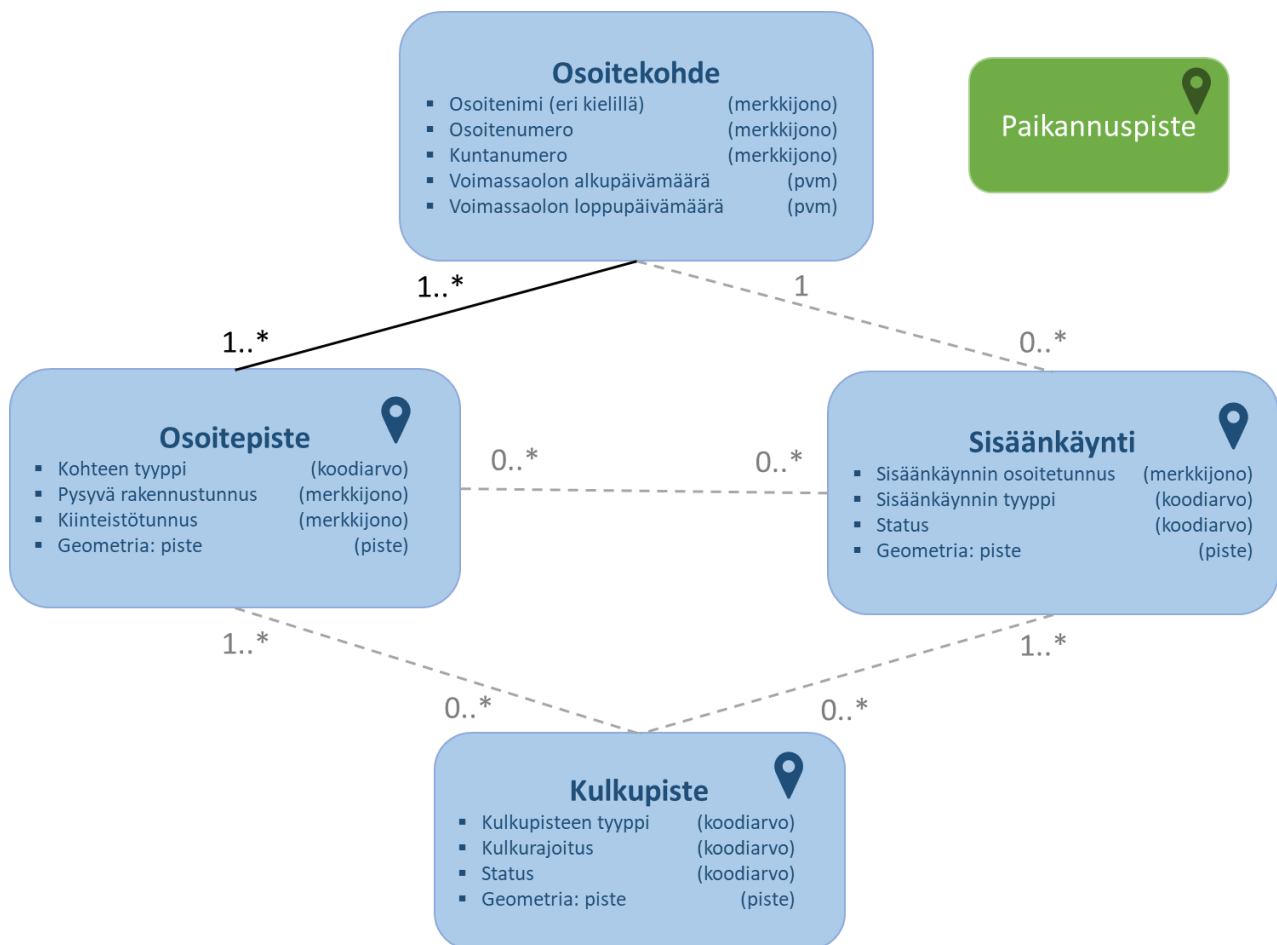 Osoitekohde
▪ Osoitenimi (eri kielillä) (merkkijono)
▪ Osoitenumero (merkkijono)
▪ Kuntanumero (merkkijono)
▪ Voimassaolon alkupäivämäärä (pvm)
▪ Voimassaolon loppupäivämäärä (pvm)
Paikannuspiste
1..*
1
1..*
0..*
Osoitepiste
▪ Kohteen tyyppi (koodiarvo)
▪ Pysyvä rakennustunnus (merkkijono)
▪ Kiinteistötunnus (merkkijono)
▪ Geometria: piste (piste)
0..*
0..*
Sisäänkäynti
▪ Sisäänkäynnin osoitetunnus (merkkijono)
▪ Sisäänkäynnin tyyppi (koodiarvo)
▪ Status (koodiarvo)
▪ Geometria: piste (piste)
1..*
1..*
0..*
0..*
Kulkupiste
▪ Kulkupisteen tyyppi (koodiarvo)
▪ Kulkurajoitus (koodiarvo)
▪ Status (koodiarvo)
▪ Geometria: piste (piste)